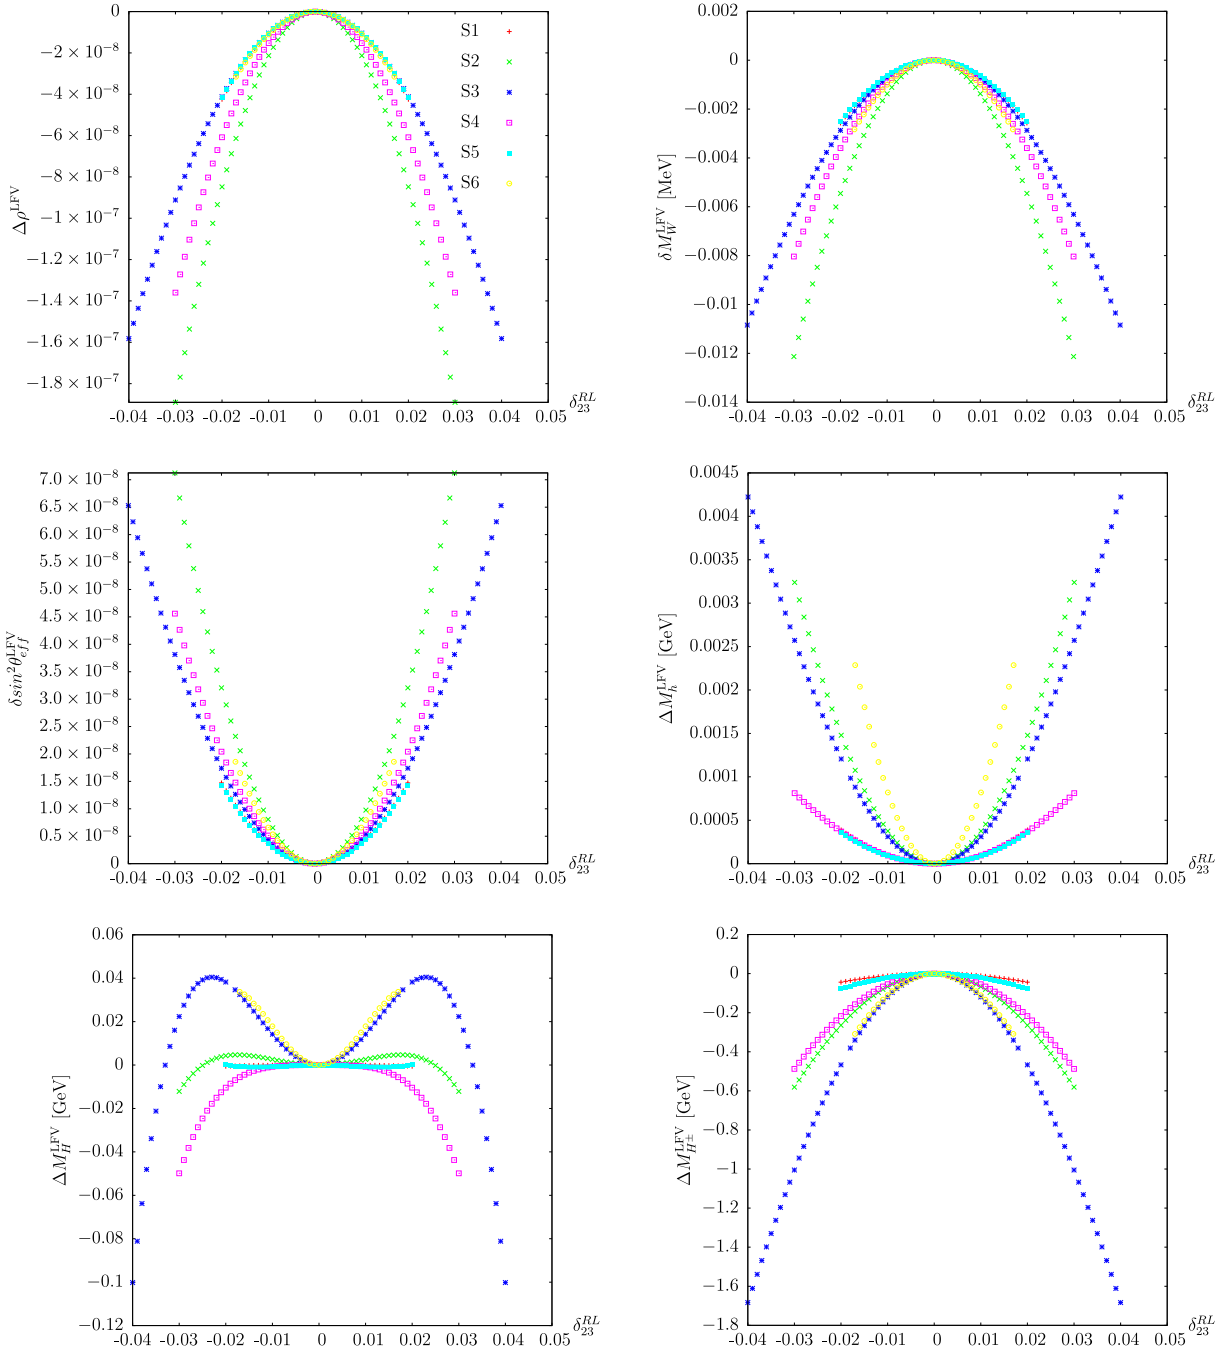 0
−2 × 10⁻⁸
−4 × 10⁻⁸
−6 × 10⁻⁸
−8 × 10⁻⁸
−1 × 10⁻⁷
−1.2 × 10⁻⁷
−1.4 × 10⁻⁷
−1.6 × 10⁻⁷
−1.8 × 10⁻⁷
Δρ^LFV
S1
S2
S3
S4
S5
S6
-0.04 -0.03 -0.02 -0.01 0 0.01 0.02 0.03 0.04 0.05 δ₂₃^RL
0.002
0
−0.002
−0.004
−0.006
−0.008
−0.01
−0.012
−0.014
δM_W^LFV [MeV]
-0.04 -0.03 -0.02 -0.01 0 0.01 0.02 0.03 0.04 0.05 δ₂₃^RL
7.0 × 10⁻⁸
6.5 × 10⁻⁸
6.0 × 10⁻⁸
5.5 × 10⁻⁸
5.0 × 10⁻⁸
4.5 × 10⁻⁸
4.0 × 10⁻⁸
3.5 × 10⁻⁸
3.0 × 10⁻⁸
2.5 × 10⁻⁸
2.0 × 10⁻⁸
1.5 × 10⁻⁸
1.0 × 10⁻⁸
0.5 × 10⁻⁸
0
δsin²θ_eff^LFV
-0.04 -0.03 -0.02 -0.01 0 0.01 0.02 0.03 0.04 0.05 δ₂₃^RL
0.0045
0.004
0.0035
0.003
0.0025
0.002
0.0015
0.001
0.0005
0
ΔM_h^LFV [GeV]
-0.04 -0.03 -0.02 -0.01 0 0.01 0.02 0.03 0.04 0.05 δ₂₃^RL
0.06
0.04
0.02
0
−0.02
−0.04
−0.06
−0.08
−0.1
−0.12
ΔM_H^LFV [GeV]
-0.04 -0.03 -0.02 -0.01 0 0.01 0.02 0.03 0.04 0.05 δ₂₃^RL
0.2
0
−0.2
−0.4
−0.6
−0.8
−1
−1.2
−1.4
−1.6
−1.8
ΔM_H±^LFV [GeV]
-0.04 -0.03 -0.02 -0.01 0 0.01 0.02 0.03 0.04 0.05 δ₂₃^RL